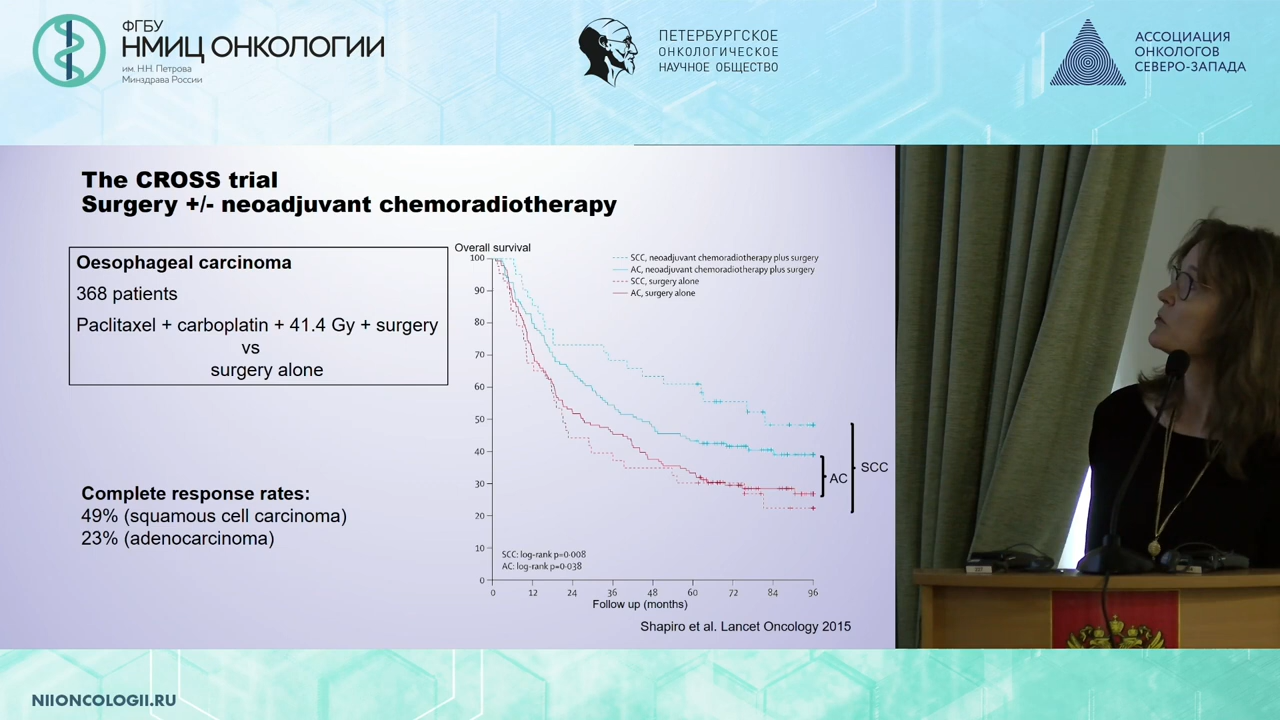 ФГБУ
НМИЦ ОНКОЛОГИИ
им. Н.Н. Петрова
Минздрава России
ПЕТЕРБУРГСКОЕ
ОНКОЛОГИЧЕСКОЕ
НАУЧНОЕ ОБЩЕСТВО
АССОЦИАЦИЯ
ОНКОЛОГОВ
СЕВЕРО-ЗАПАДА
The CROSS trial
Surgery +/- neoadjuvant chemoradiotherapy
Oesophageal carcinoma
368 patients
Paclitaxel + carboplatin + 41.4 Gy + surgery
vs
surgery alone
Complete response rates:
49% (squamous cell carcinoma)
23% (adenocarcinoma)
Overall survival
SCC, neoadjuvant chemoradiotherapy plus surgery
AC, neoadjuvant chemoradiotherapy plus surgery
SCC, surgery alone
AC, surgery alone
100
90
80
70
60
50
40
30
20
10
0
AC
SCC
SCC: log-rank p=0·008
AC: log-rank p=0·038
0 12 24 36 48 60 72 84 96
Follow up (months)
Shapiro et al. Lancet Oncology 2015
NIIONCOLOGII.RU